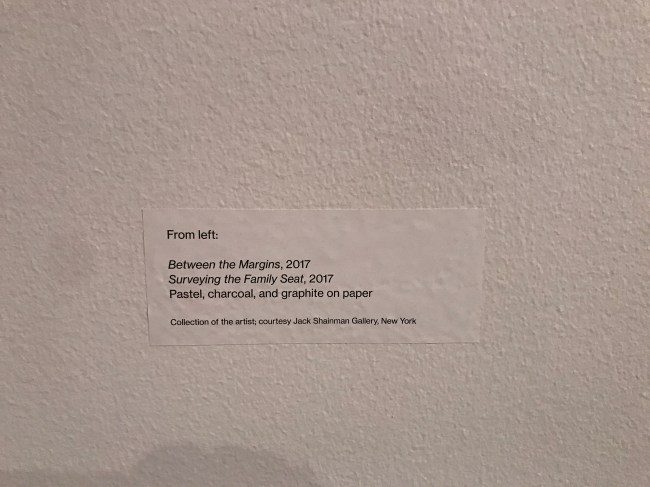 From left:
Between the Margins, 2017
Surveying the Family Seat, 2017
Pastel, charcoal, and graphite on paper
Collection of the artist; courtesy Jack Shainman Gallery, New York